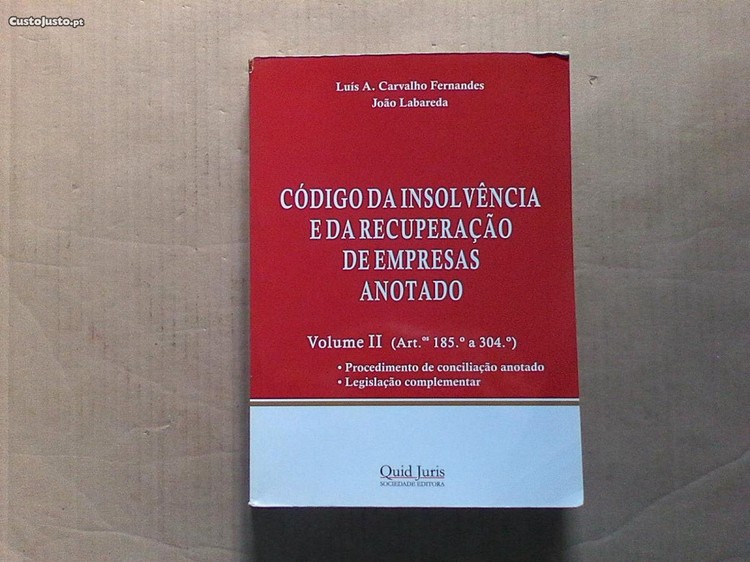 CustoJusto.pt
Luís A. Carvalho Fernandes
João Labareda
CÓDIGO DA INSOLVÊNCIA
E DA RECUPERAÇÃO
DE EMPRESAS
ANOTADO
Volume II (Art.ºˢ 185.º a 304.º)
• Procedimento de conciliação anotado
• Legislação complementar
Quid Juris
SOCIEDADE EDITORA